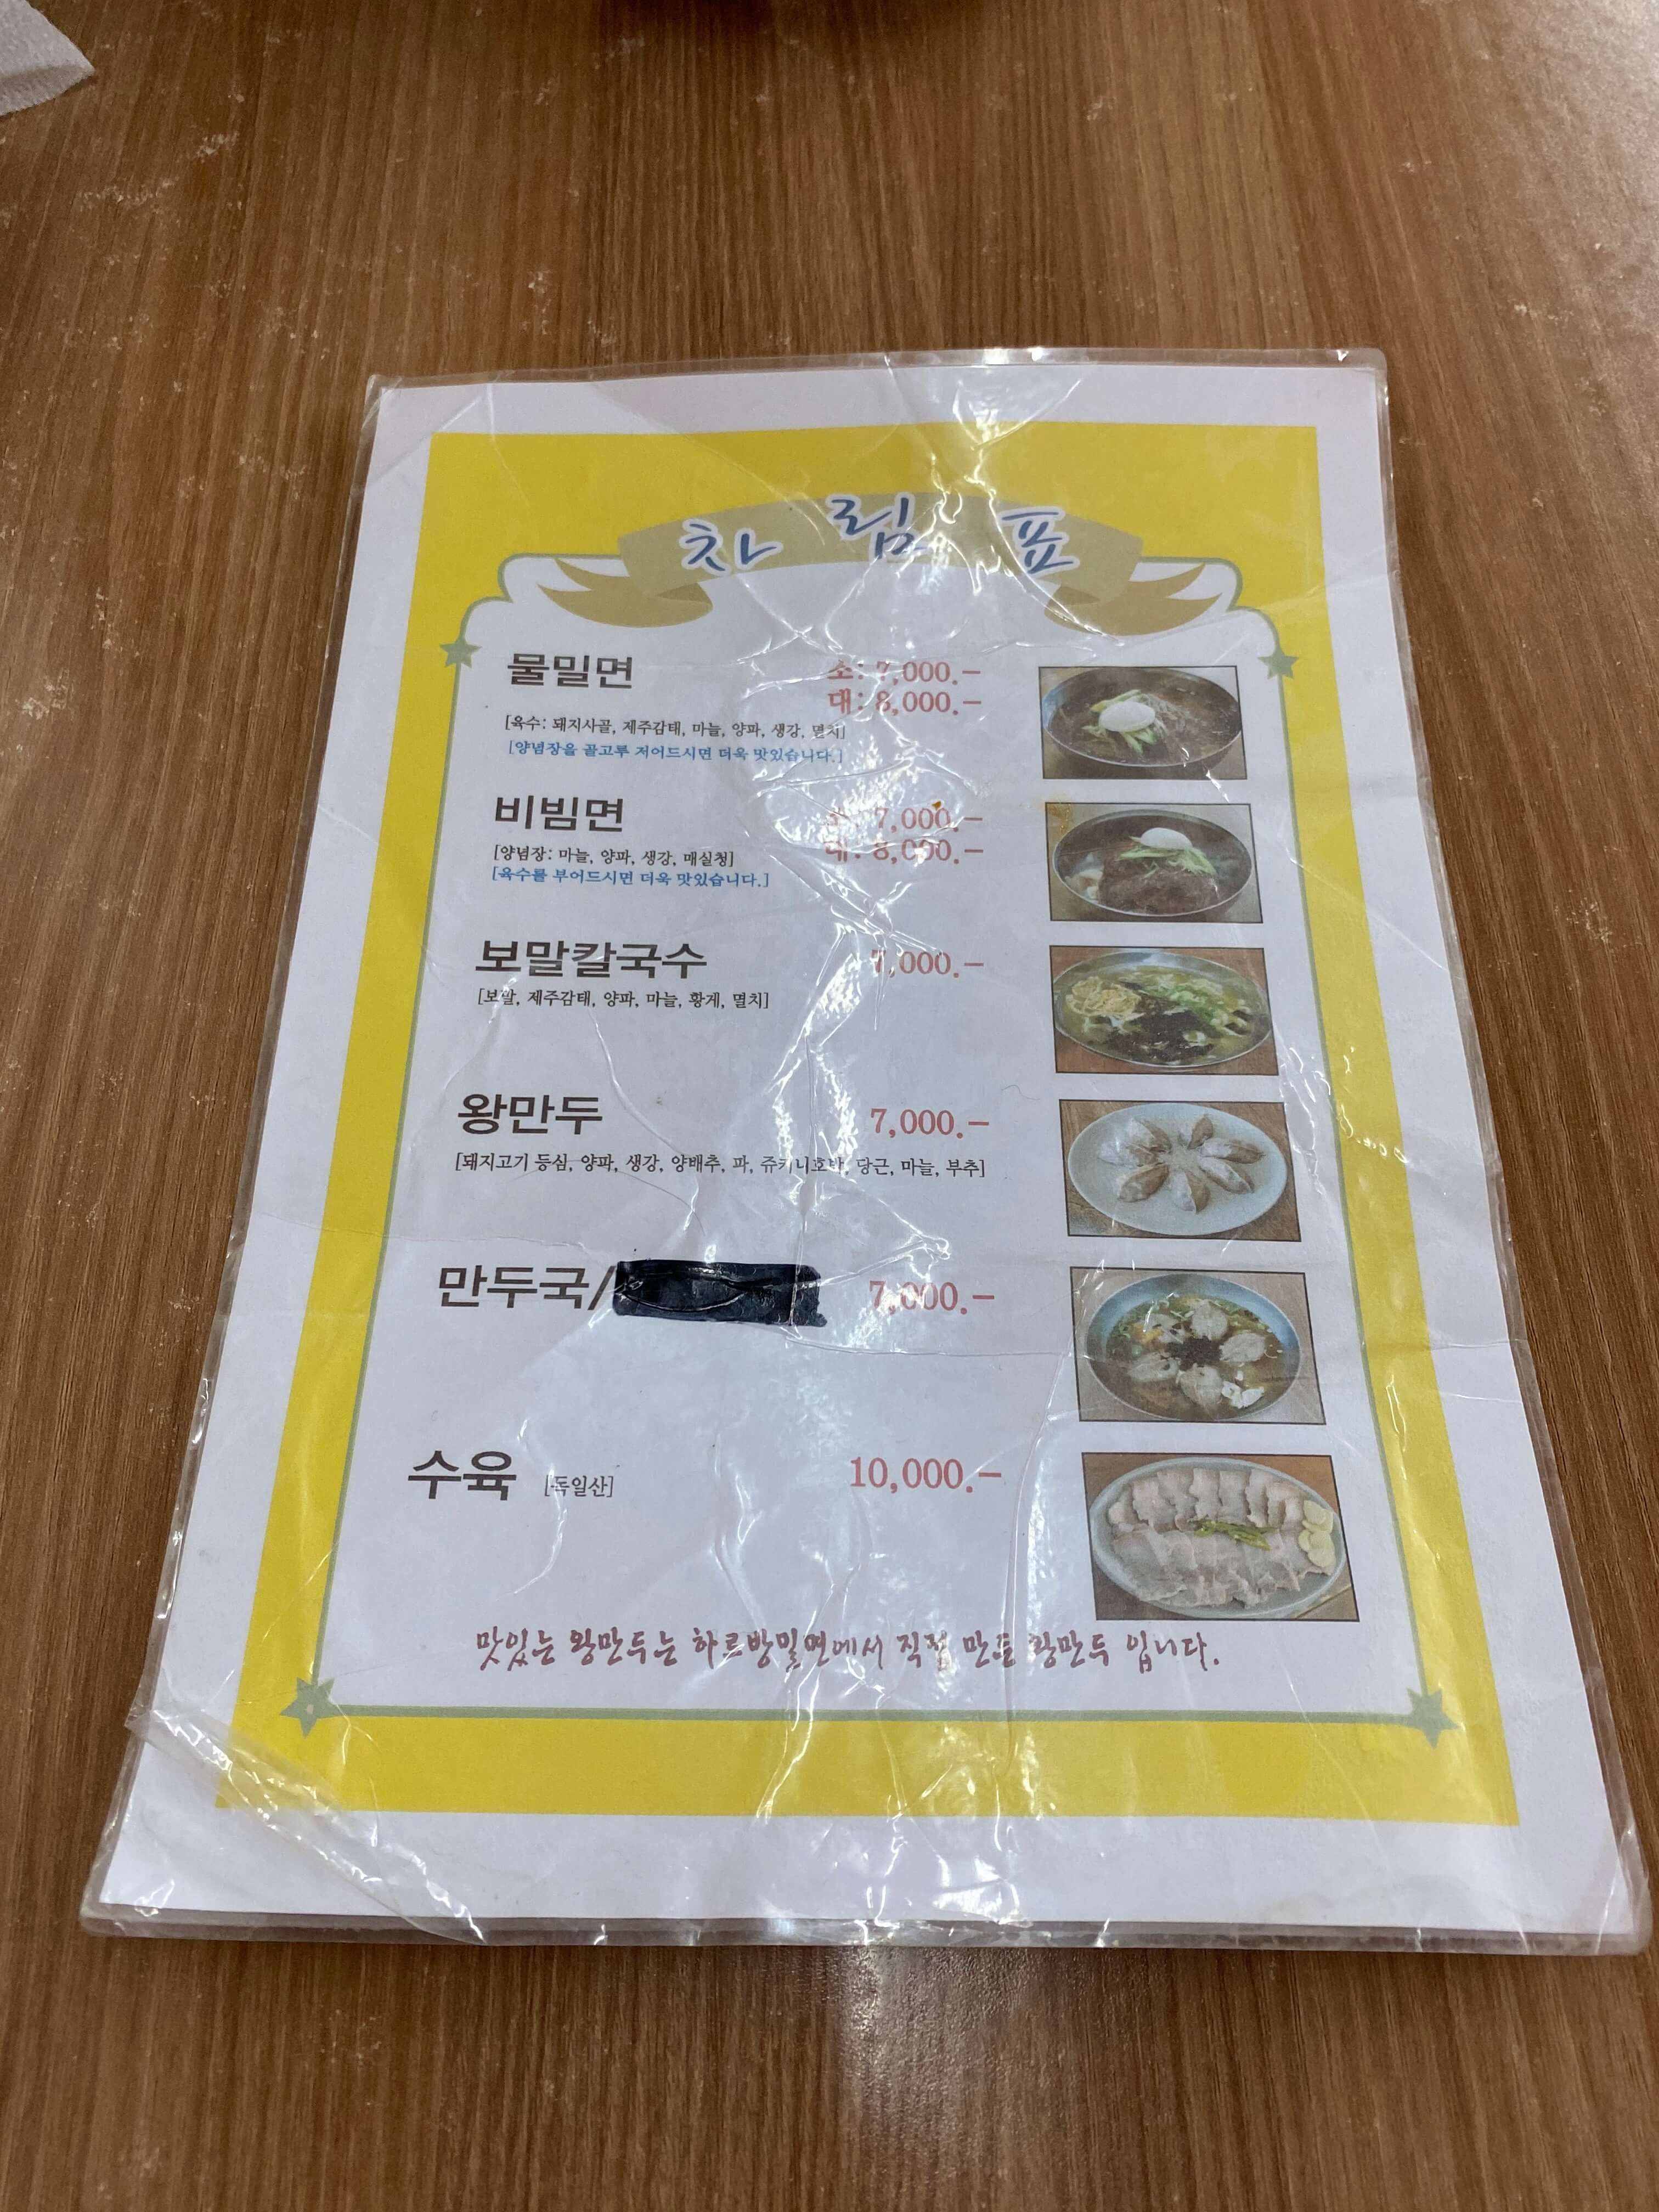 차 림 표
물밀면 소: 7,000.-
대: 8,000.-
[육수: 돼지사골, 제주감태, 마늘, 양파, 생강, 멸치]
[양념장을 골고루 저어드시면 더욱 맛있습니다.]
비빔면 소: 7,000.-
대: 8,000.-
[양념장: 마늘, 양파, 생강, 매실청]
[육수를 부어드시면 더욱 맛있습니다.]
보말칼국수 7,000.-
[보말, 제주감태, 양파, 마늘, 황게, 멸치]
왕만두 7,000.-
[돼지고기 등심, 양파, 생강, 양배추, 파, 쥬키니호박, 당근, 마늘, 부추]
만두국/ 7,000.-
수육 [독일산] 10,000.-
맛있는 왕만두는 하르방밀면에서 직접 만든 왕만두 입니다.